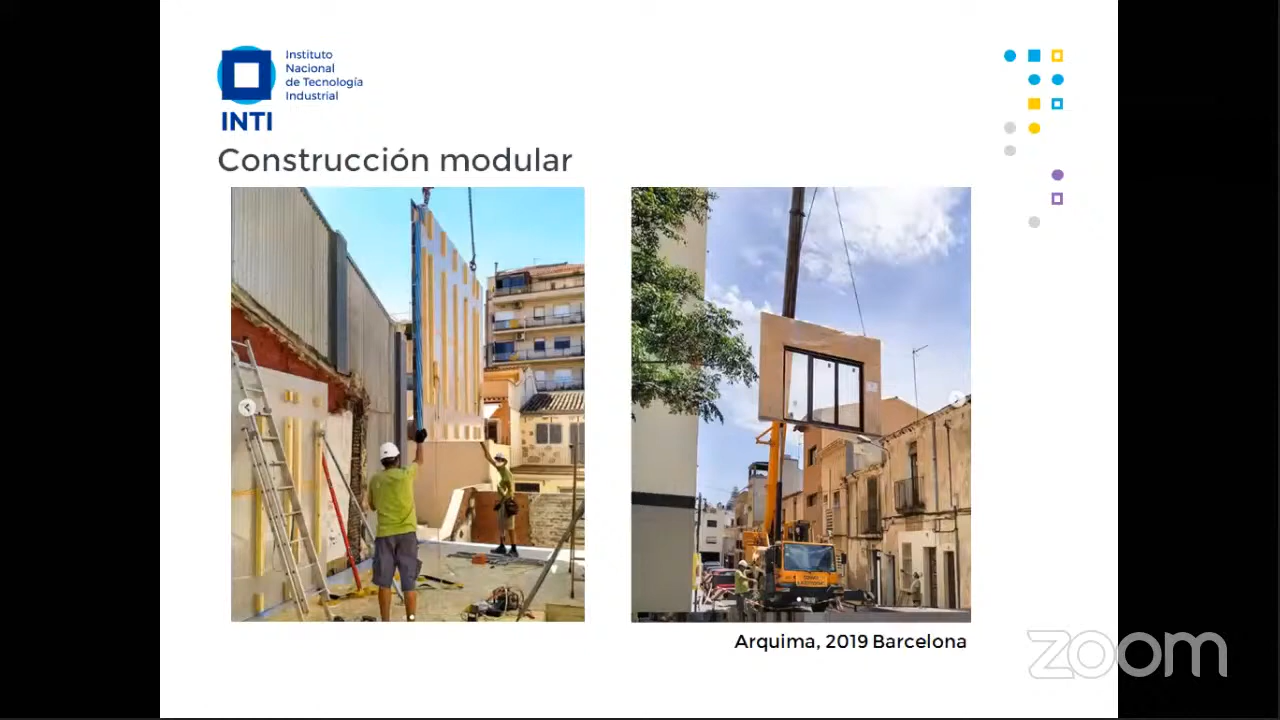 Instituto
Nacional
de Tecnología
Industrial
INTI
Construcción modular
Arquima, 2019 Barcelona
zoom